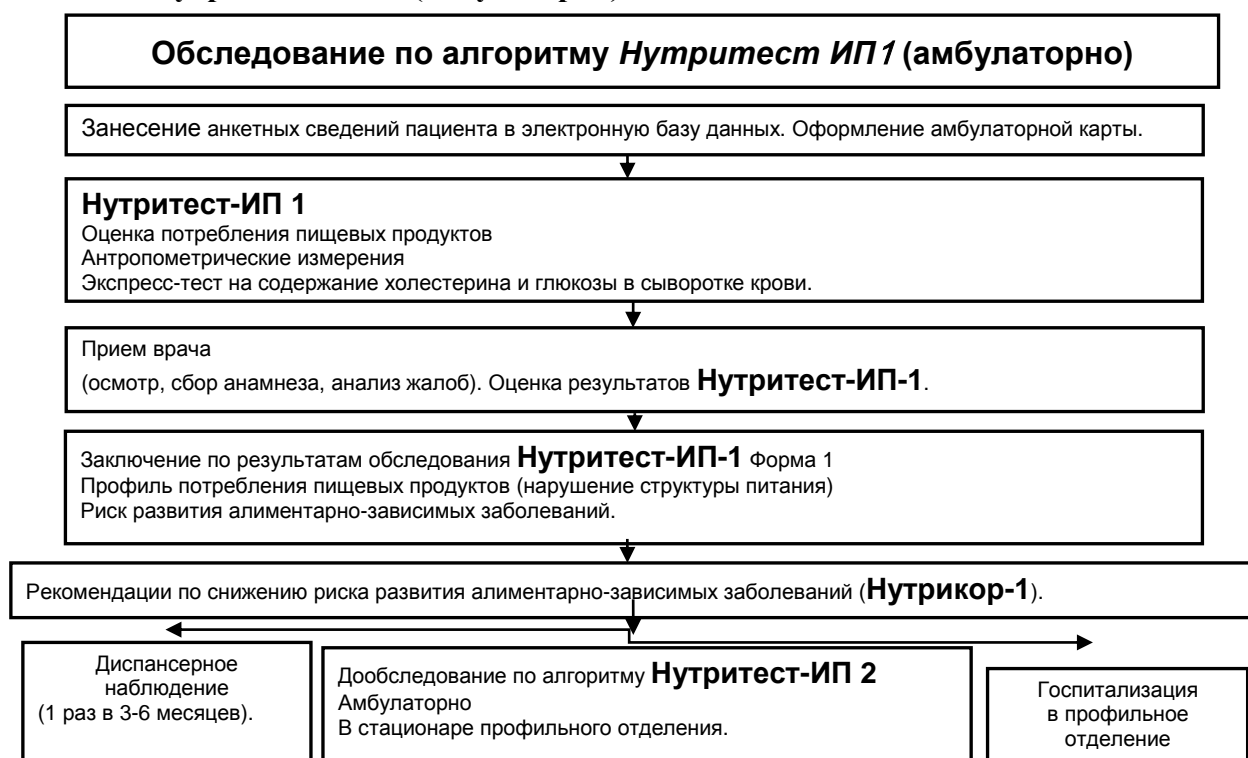 Обследование по алгоритму Нутритест ИП1 (амбулаторно)
Занесение анкетных сведений пациента в электронную базу данных. Оформление амбулаторной карты.
Нутритест-ИП 1
Оценка потребления пищевых продуктов
Антропометрические измерения
Экспресс-тест на содержание холестерина и глюкозы в сыворотке крови.
Прием врача
(осмотр, сбор анамнеза, анализ жалоб). Оценка результатов Нутритест-ИП-1.
Заключение по результатам обследования Нутритест-ИП-1 Форма 1
Профиль потребления пищевых продуктов (нарушение структуры питания)
Риск развития алиментарно-зависимых заболеваний.
Рекомендации по снижению риска развития алиментарно-зависимых заболеваний (Нутрикор-1).
Диспансерное
наблюдение
(1 раз в 3-6 месяцев).
Дообследование по алгоритму Нутритест-ИП 2
Амбулаторно
В стационаре профильного отделения.
Госпитализация
в профильное
отделение